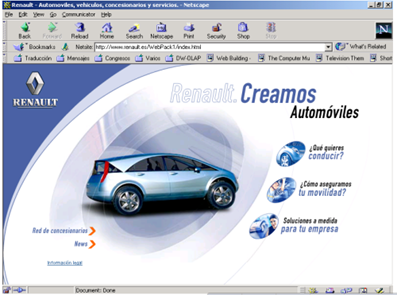 Renault - Automoviles, vehículos, concesionarios y servicios. - Netscape
File Edit View Go Communicator Help
Back Forward Reload Home Search Netscape Print Security Shop Stop
Bookmarks Netsite: http://www.renault.es/WebPack1/index.html What's Related
Traducción Mensajes Congresos Varios DW-OLAP Web Building - The Computer Mu Television Them Short
RENAULT
Renault. Creamos
Automóviles
¿Qué quieres
conducir?
¿Cómo aseguramos
tu movilidad?
Soluciones a medida
para tu empresa
Red de concesionarios
News
Información legal
Document: Done